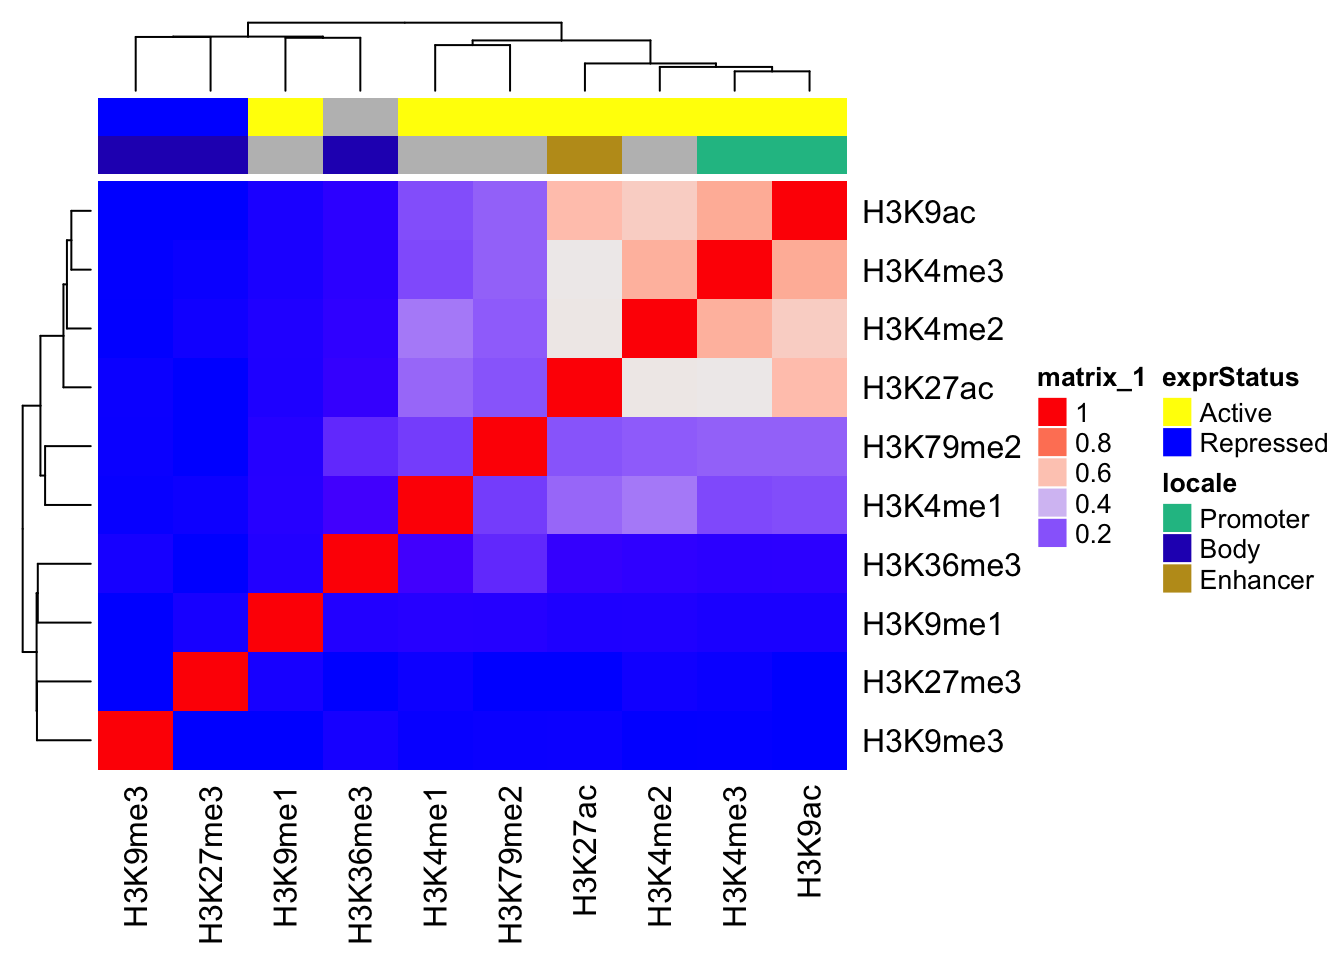 H3K9ac
H3K4me3
H3K4me2
H3K27ac
H3K79me2
H3K4me1
H3K36me3
H3K9me1
H3K27me3
H3K9me3
matrix_1
1
0.8
0.6
0.4
0.2
exprStatus
Active
Repressed
locale
Promoter
Body
Enhancer
H3K9me3
H3K27me3
H3K9me1
H3K36me3
H3K4me1
H3K79me2
H3K27ac
H3K4me2
H3K4me3
H3K9ac